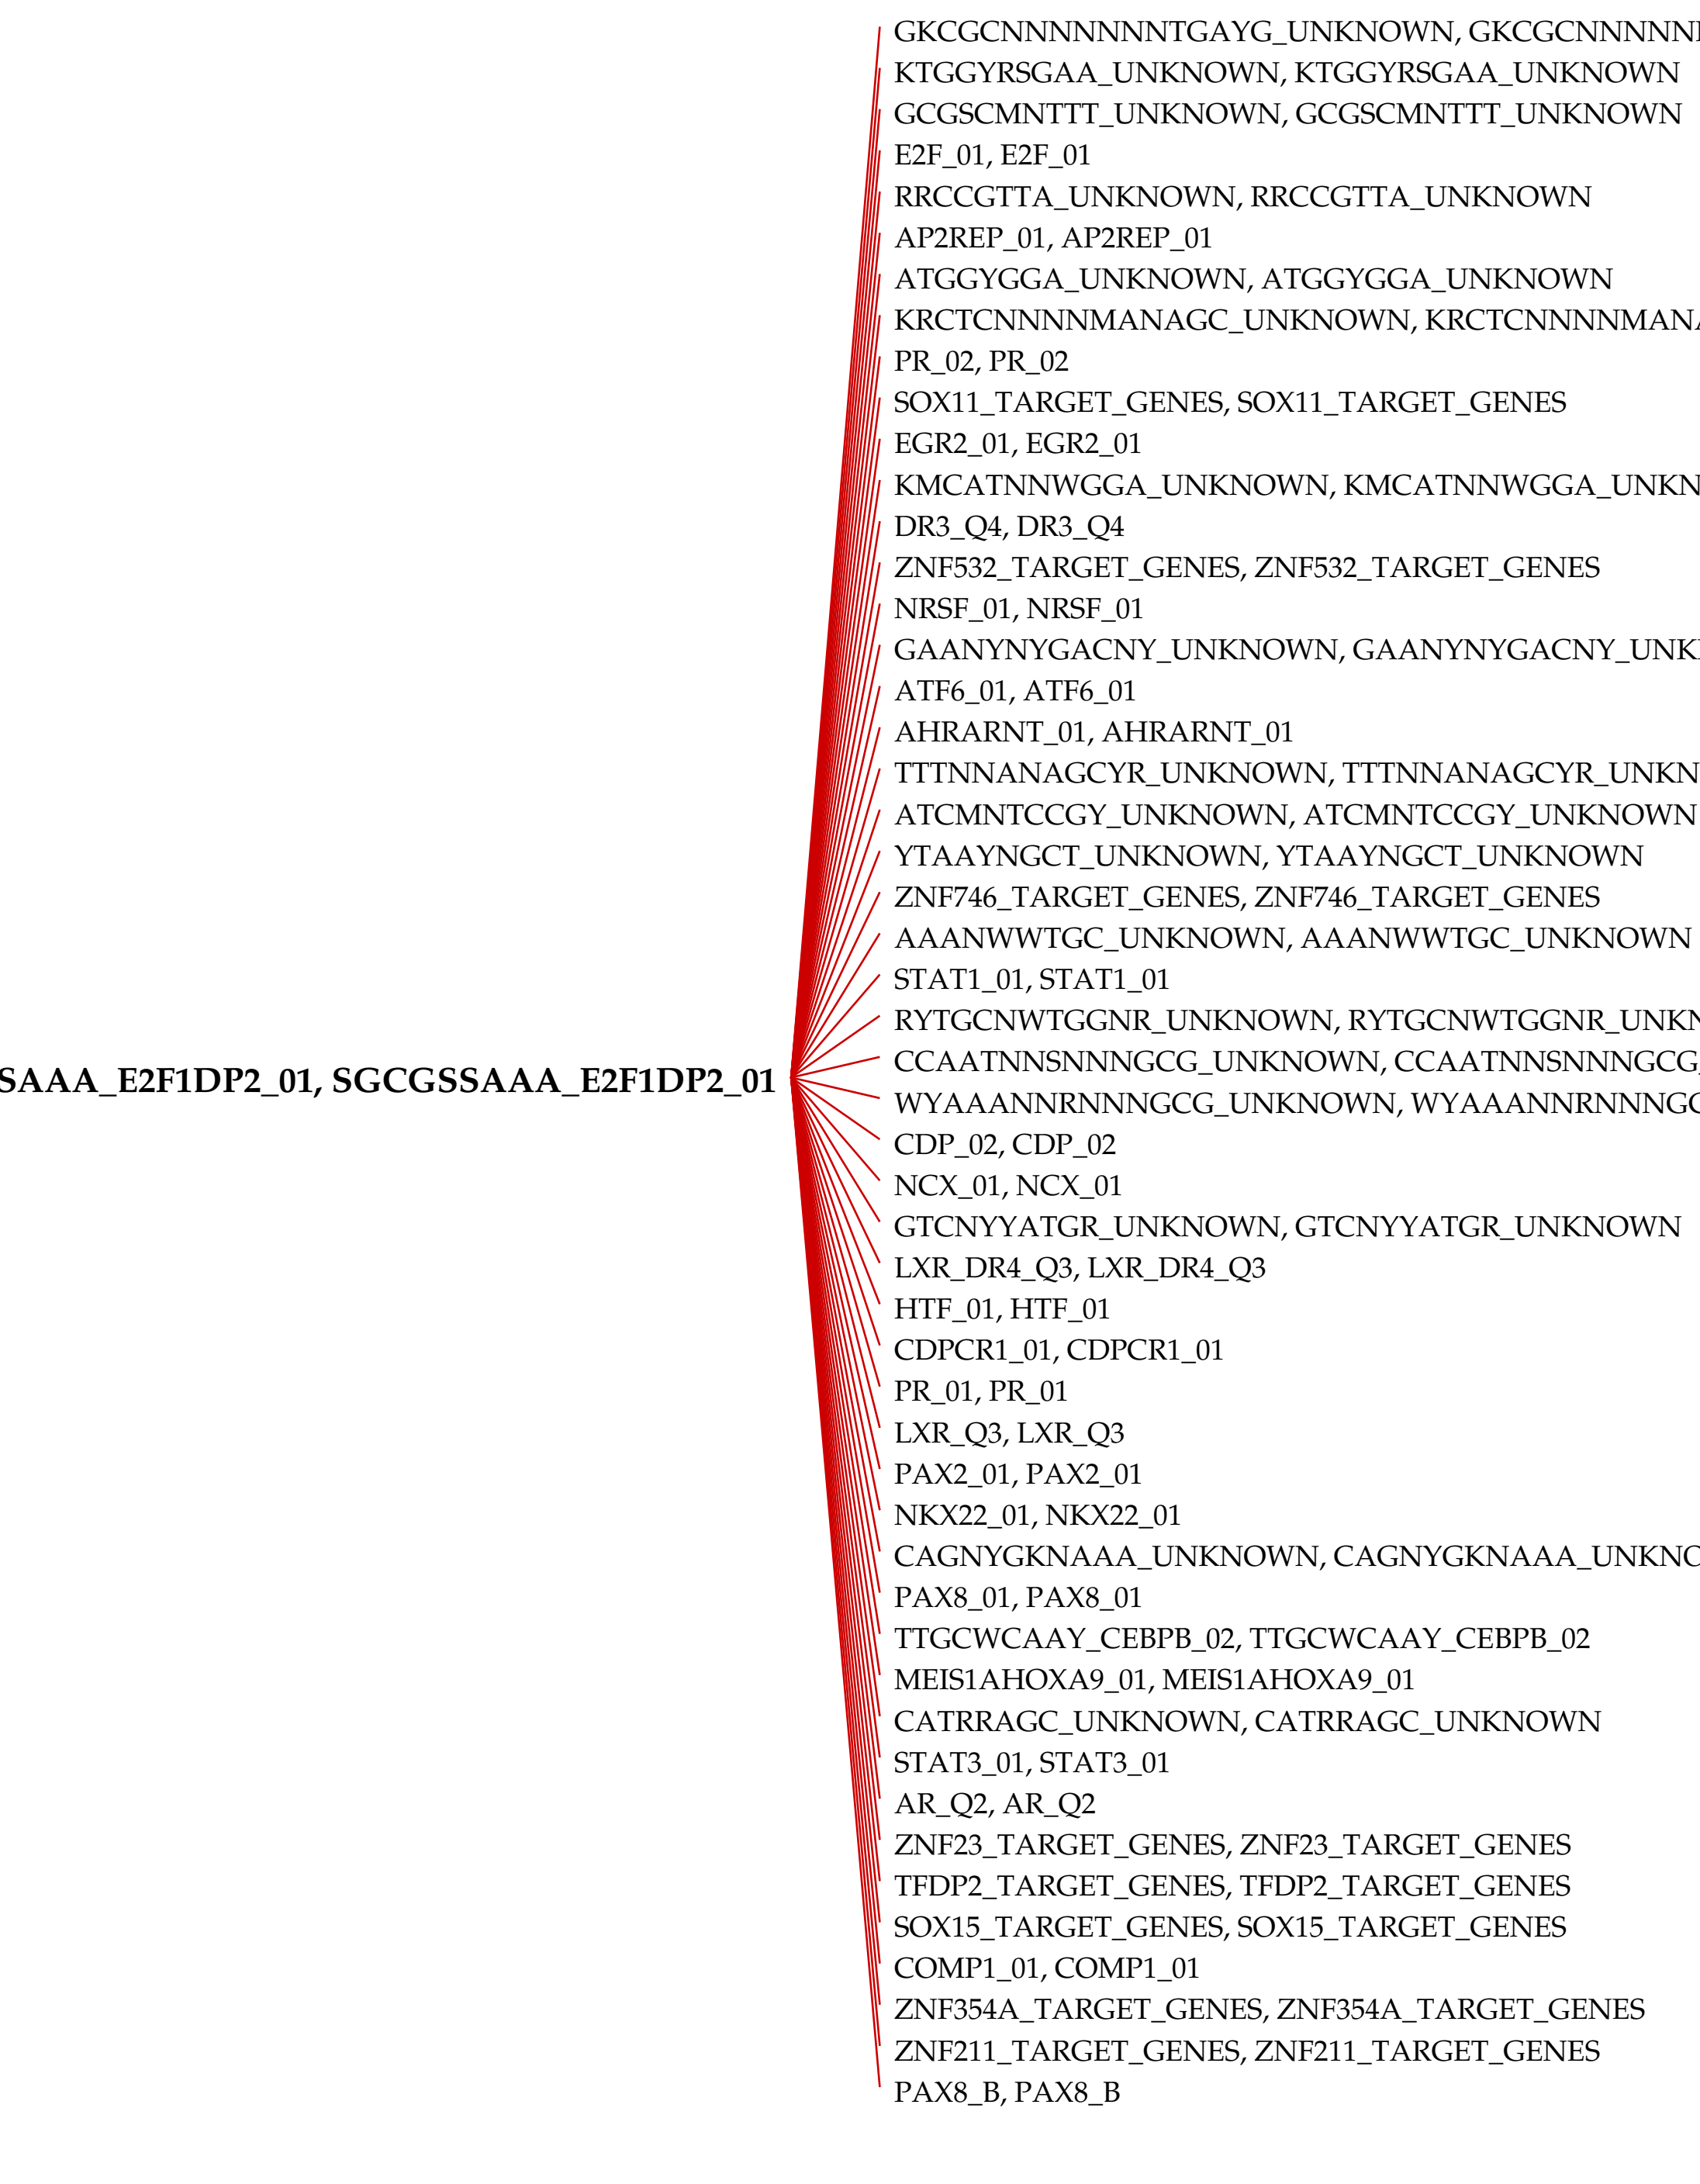 GKCGCNNNNNNNTGAYG_UNKNOWN, GKCGCNNNNN
KTGGYRSGAA_UNKNOWN, KTGGYRSGAA_UNKNOWN
GCGSCMNTTT_UNKNOWN, GCGSCMNTTT_UNKNOWN
E2F_01, E2F_01
RRCCGTTA_UNKNOWN, RRCCGTTA_UNKNOWN
AP2REP_01, AP2REP_01
ATGGYGGA_UNKNOWN, ATGGYGGA_UNKNOWN
KRCTCNNNNMANAGC_UNKNOWN, KRCTCNNNNMANA
PR_02, PR_02
SOX11_TARGET_GENES, SOX11_TARGET_GENES
EGR2_01, EGR2_01
KMCATNNWGGA_UNKNOWN, KMCATNNWGGA_UNKN
DR3_Q4, DR3_Q4
ZNF532_TARGET_GENES, ZNF532_TARGET_GENES
NRSF_01, NRSF_01
GAANYNYGACNY_UNKNOWN, GAANYNYGACNY_UNK
ATF6_01, ATF6_01
AHRARNT_01, AHRARNT_01
TTTNNANAGCYR_UNKNOWN, TTTNNANAGCYR_UNKN
ATCMNTCCGY_UNKNOWN, ATCMNTCCGY_UNKNOWN
YTAAYNGCT_UNKNOWN, YTAAYNGCT_UNKNOWN
ZNF746_TARGET_GENES, ZNF746_TARGET_GENES
AAANWWTGC_UNKNOWN, AAANWWTGC_UNKNOWN
STAT1_01, STAT1_01
RYTGCNWTGGNR_UNKNOWN, RYTGCNWTGGNR_UNKN
CCAATNNSNNNGCG_UNKNOWN, CCAATNNSNNNGCG_
SAAA_E2F1DP2_01, SGCGSSAAA_E2F1DP2_01
WYAAANNRNNNGCG_UNKNOWN, WYAAANNRNNNGC
CDP_02, CDP_02
NCX_01, NCX_01
GTCNYYATGR_UNKNOWN, GTCNYYATGR_UNKNOWN
LXR_DR4_Q3, LXR_DR4_Q3
HTF_01, HTF_01
CDPCR1_01, CDPCR1_01
PR_01, PR_01
LXR_Q3, LXR_Q3
PAX2_01, PAX2_01
NKX22_01, NKX22_01
CAGNYGKNAAA_UNKNOWN, CAGNYGKNAAA_UNKNO
PAX8_01, PAX8_01
TTGCWCAAY_CEBPB_02, TTGCWCAAY_CEBPB_02
MEIS1AHOXA9_01, MEIS1AHOXA9_01
CATRRAGC_UNKNOWN, CATRRAGC_UNKNOWN
STAT3_01, STAT3_01
AR_Q2, AR_Q2
ZNF23_TARGET_GENES, ZNF23_TARGET_GENES
TFDP2_TARGET_GENES, TFDP2_TARGET_GENES
SOX15_TARGET_GENES, SOX15_TARGET_GENES
COMP1_01, COMP1_01
ZNF354A_TARGET_GENES, ZNF354A_TARGET_GENES
ZNF211_TARGET_GENES, ZNF211_TARGET_GENES
PAX8_B, PAX8_B